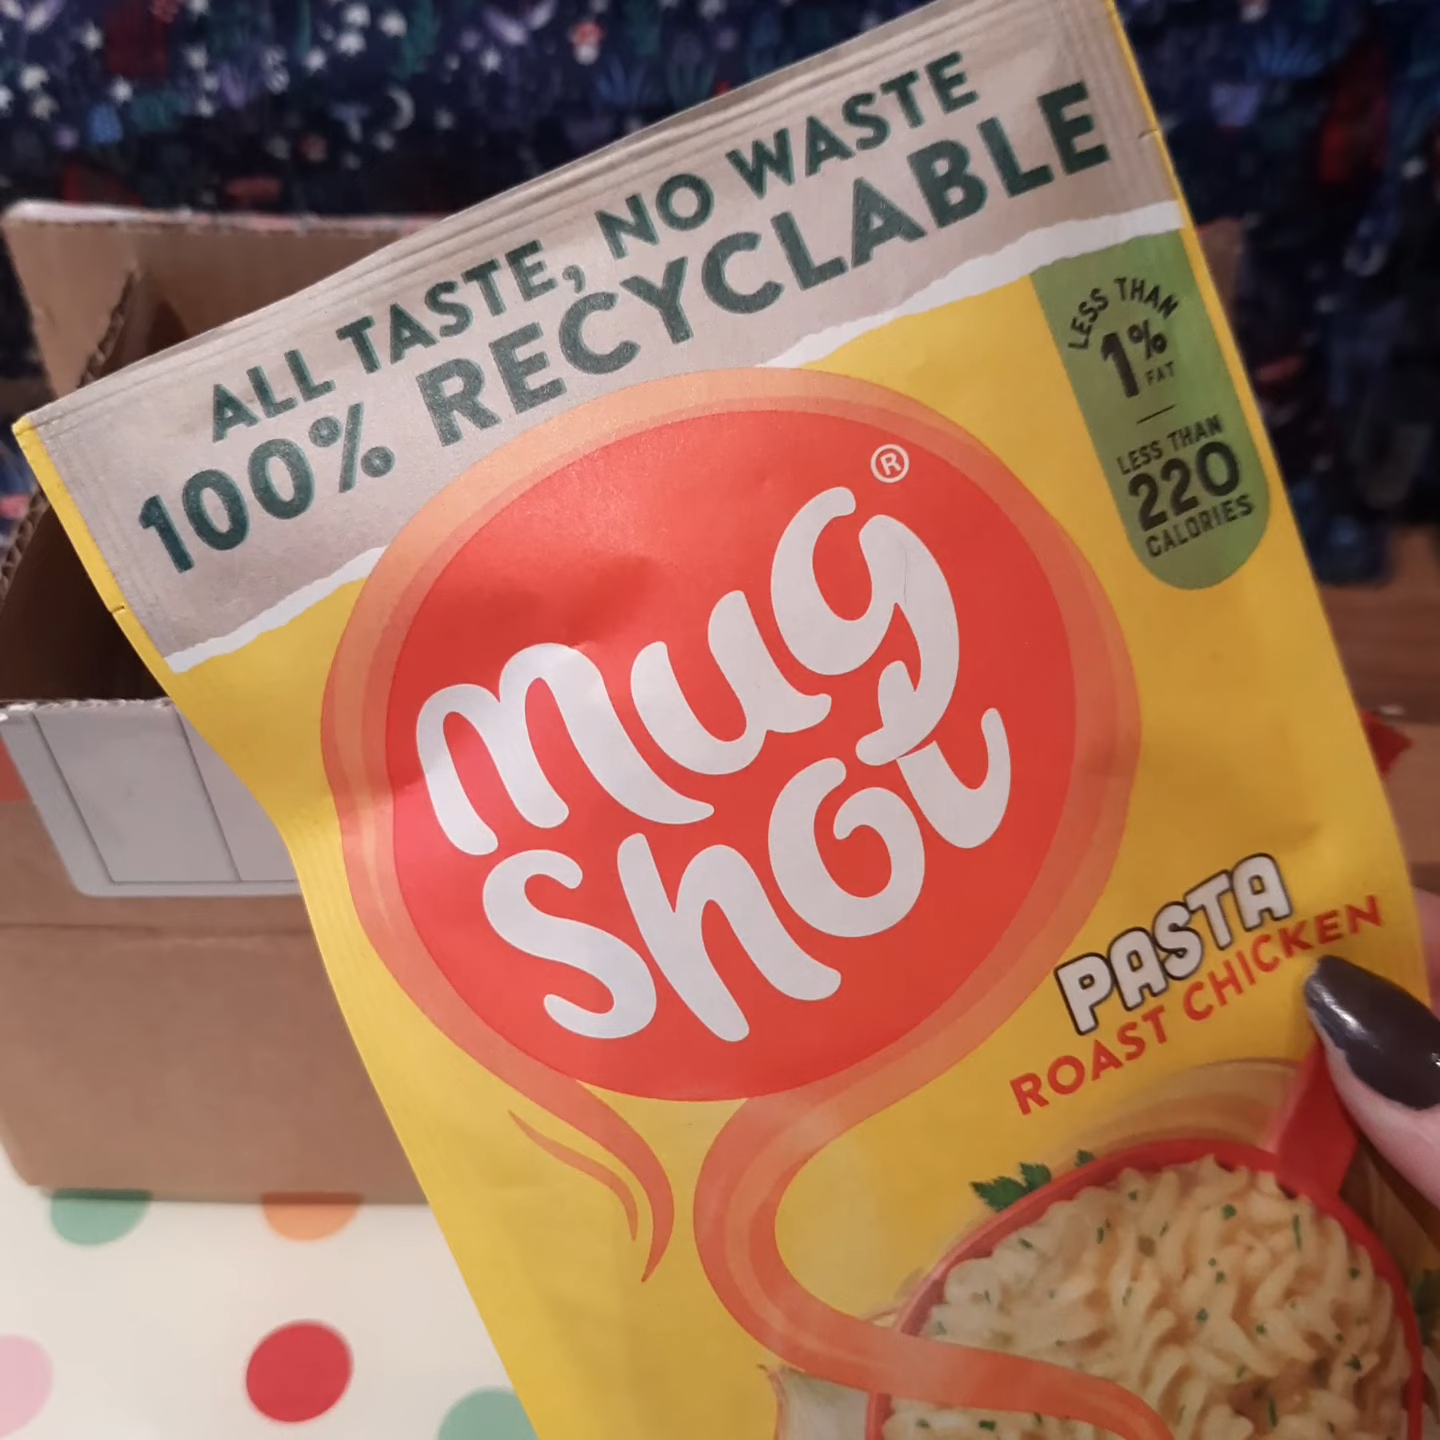 ALL TASTE, NO WASTE
100% RECYCLABLE
LESS THAN
1%
FAT
LESS THAN
220
CALORIES
mug
shot®
PASTA
ROAST CHICKEN